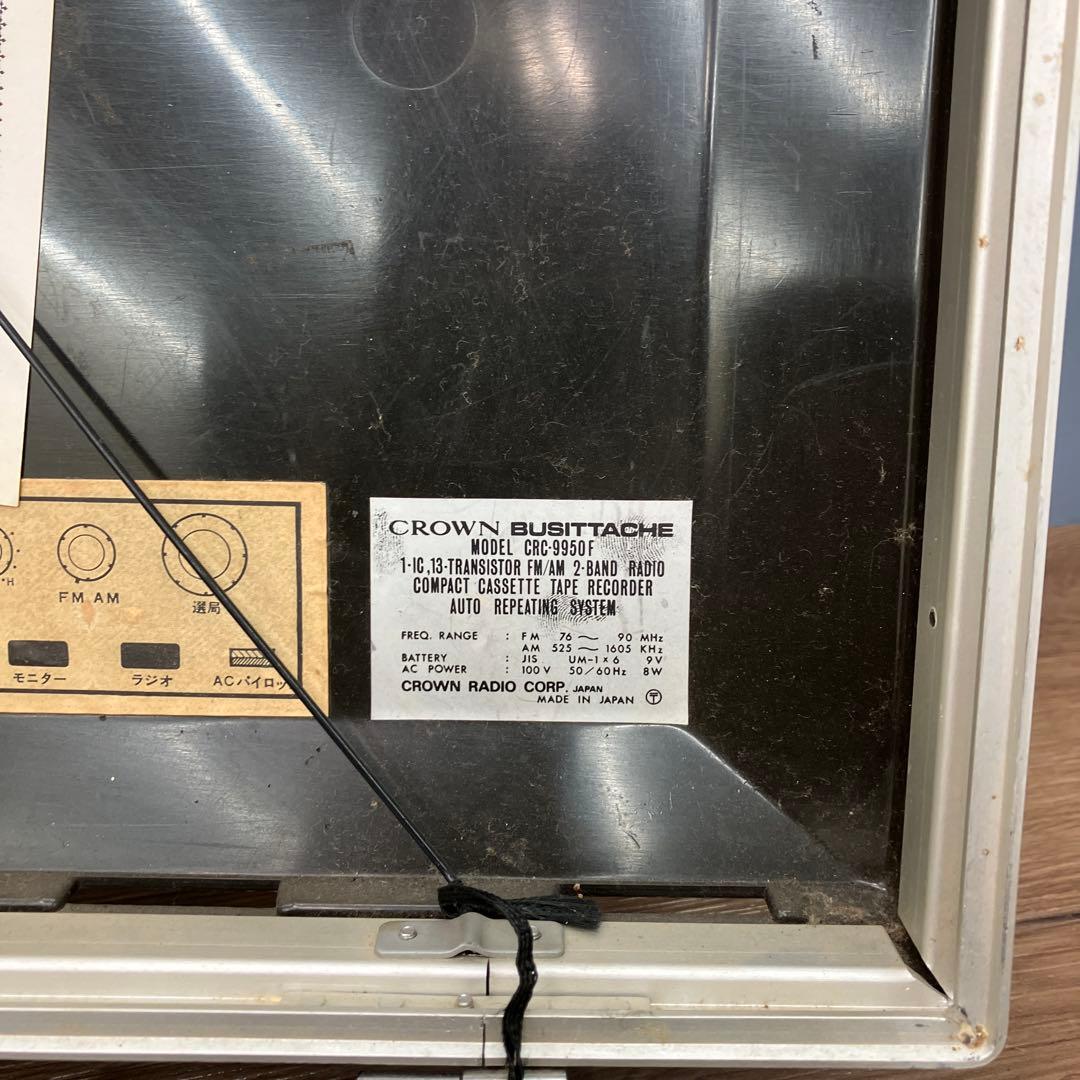 FM AM
選局
モニター
ラジオ
ACパイロッ
CROWN BUSITTACHE
MODEL CRC-9950F
1-IC, 13-TRANSISTOR FM/AM 2-BAND RADIO
COMPACT CASSETTE TAPE RECORDER
AUTO REPEATING SYSTEM
FREQ. RANGE : FM 76 ~ 90 MHz
AM 525 ~ 1605 KHz
BATTERY : JIS UM-1 × 6 9V
AC POWER : 100V 50/60Hz 8W
CROWN RADIO CORP. JAPAN
MADE IN JAPAN